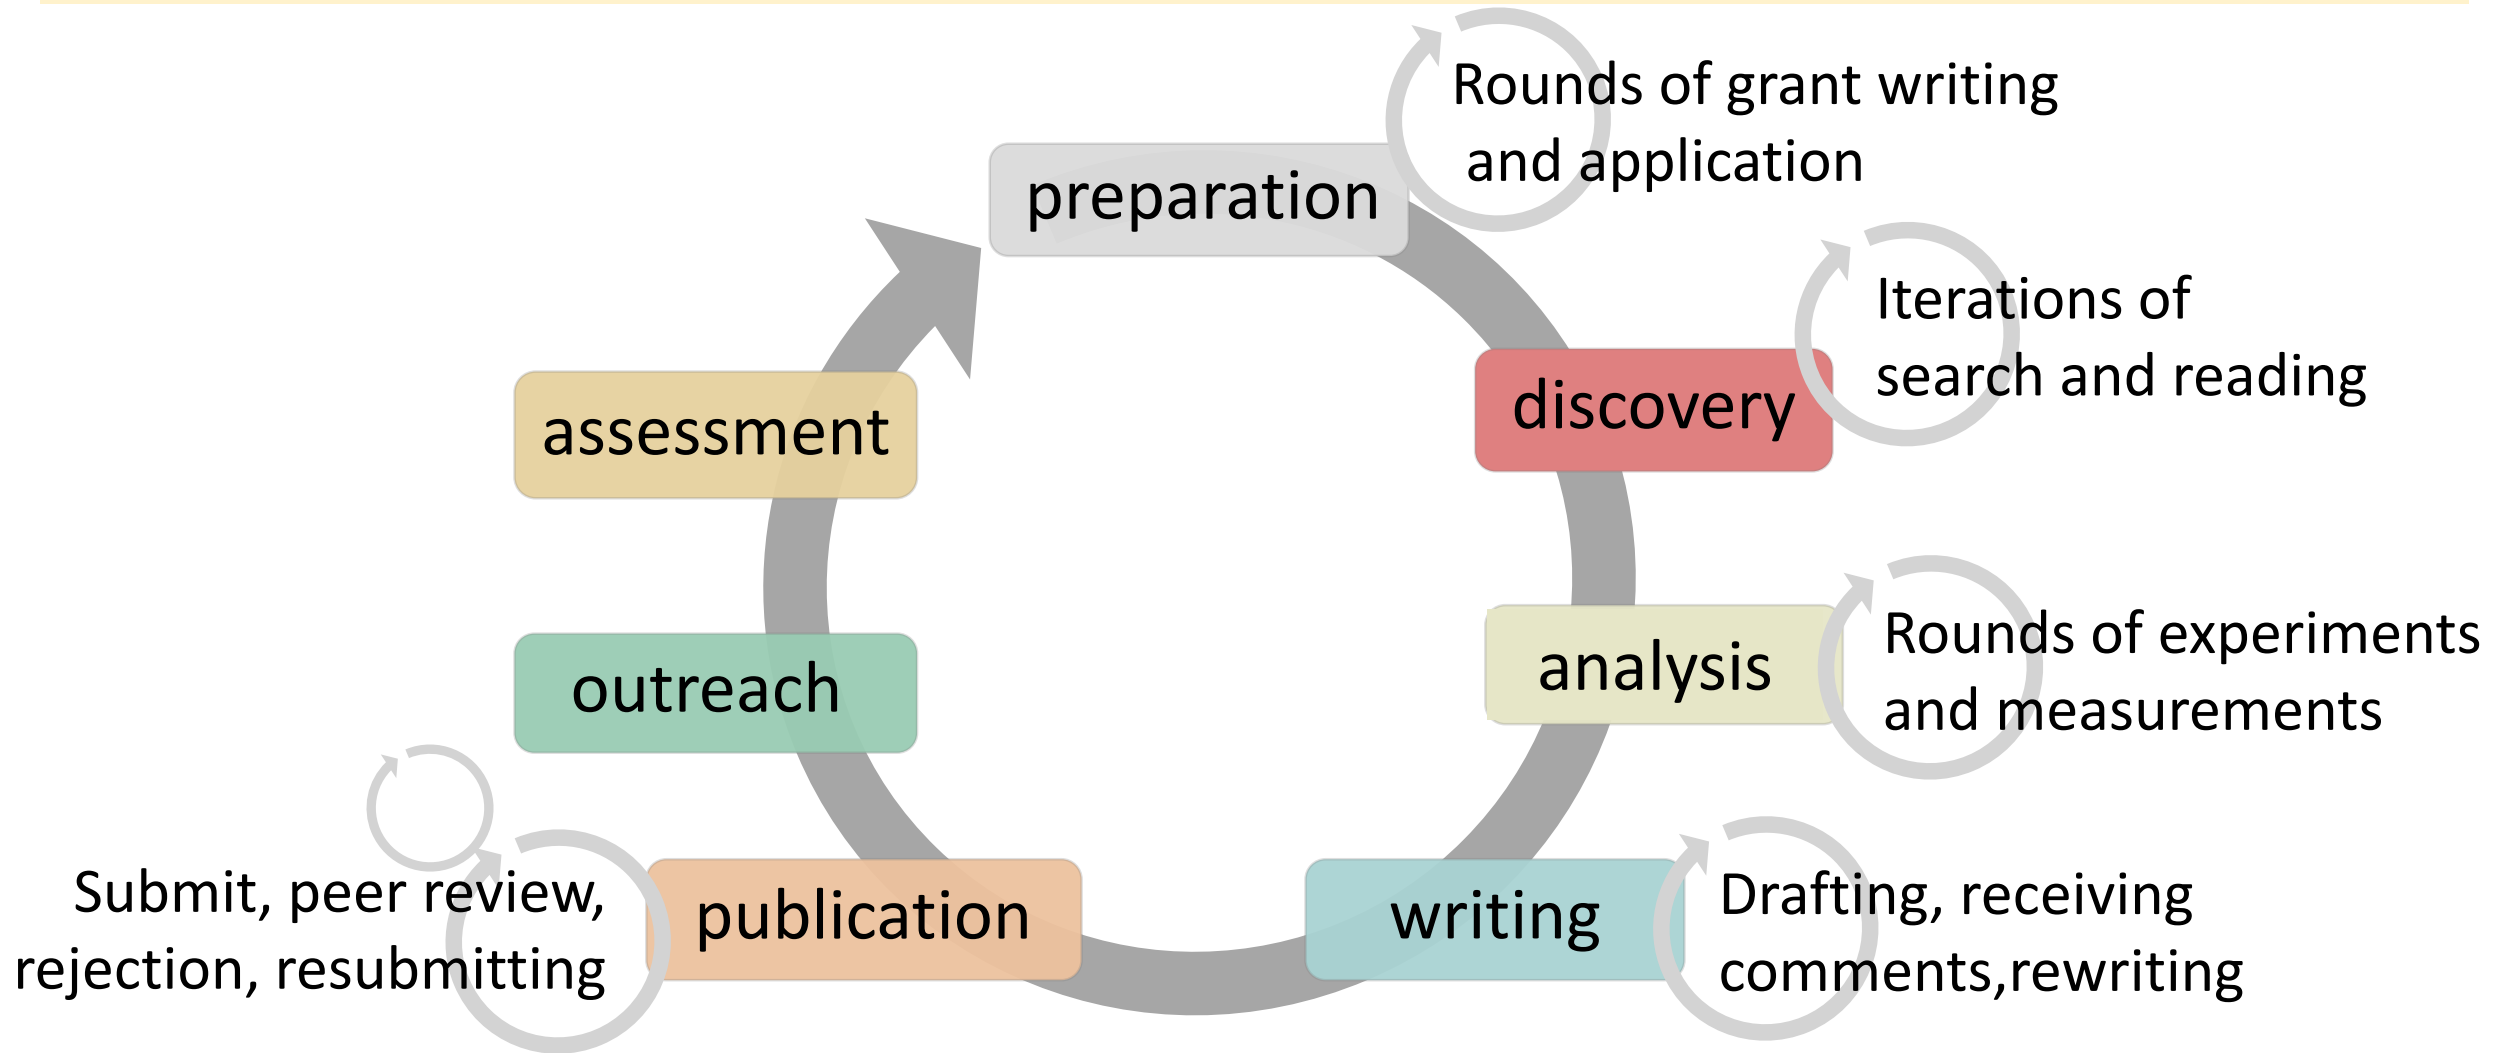 Rounds of grant writing
and application
preparation
Iterations of
search and reading
discovery
assessment
Rounds of experiments
and measurements
analysis
outreach
Submit, peer review,
rejection, resubmitting
publication
writing
Drafting, receiving
comments,rewriting